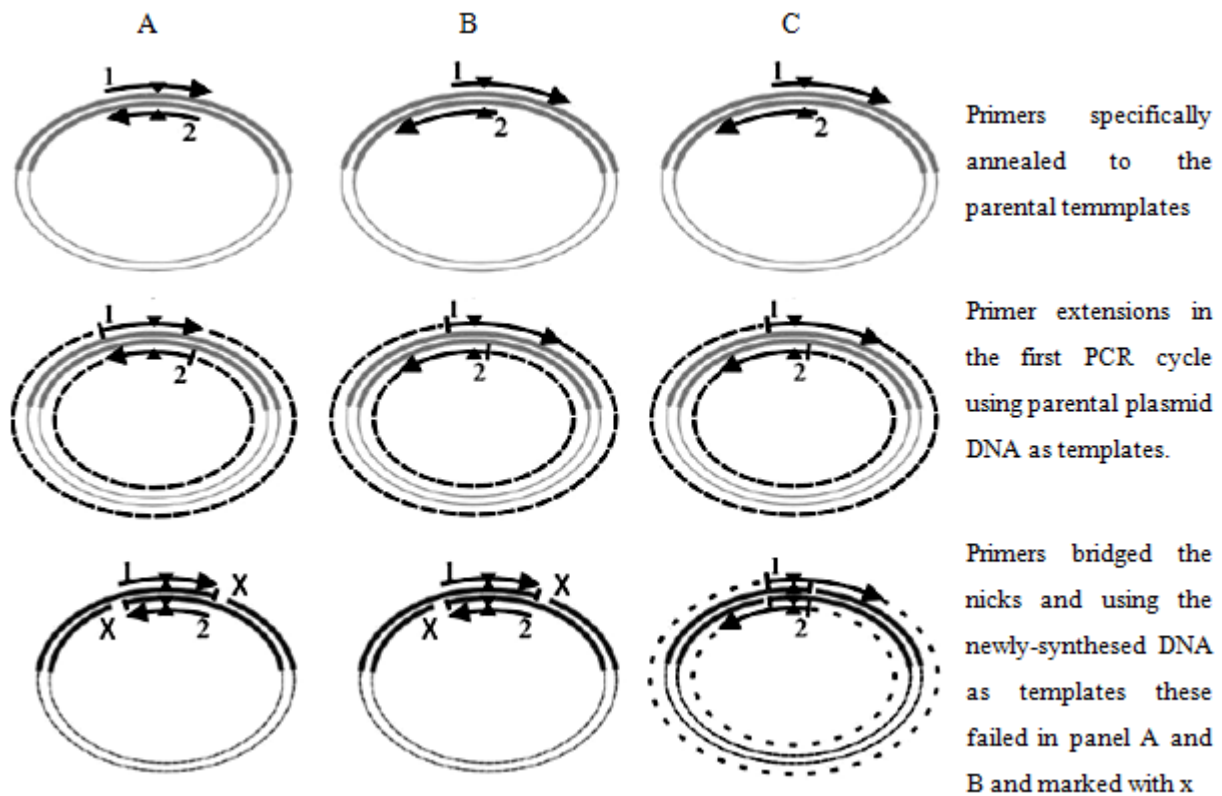 A B C
1
2
1
2
1
2
Primers specifically
annealed to the
parental temmplates
1
2
1
2
1
2
Primer extensions in
the first PCR cycle
using parental plasmid
DNA as templates.
1 X
X 2
1 X
X 2
1
2
Primers bridged the
nicks and using the
newly-synthesed DNA
as templates these
failed in panel A and
B and marked with x